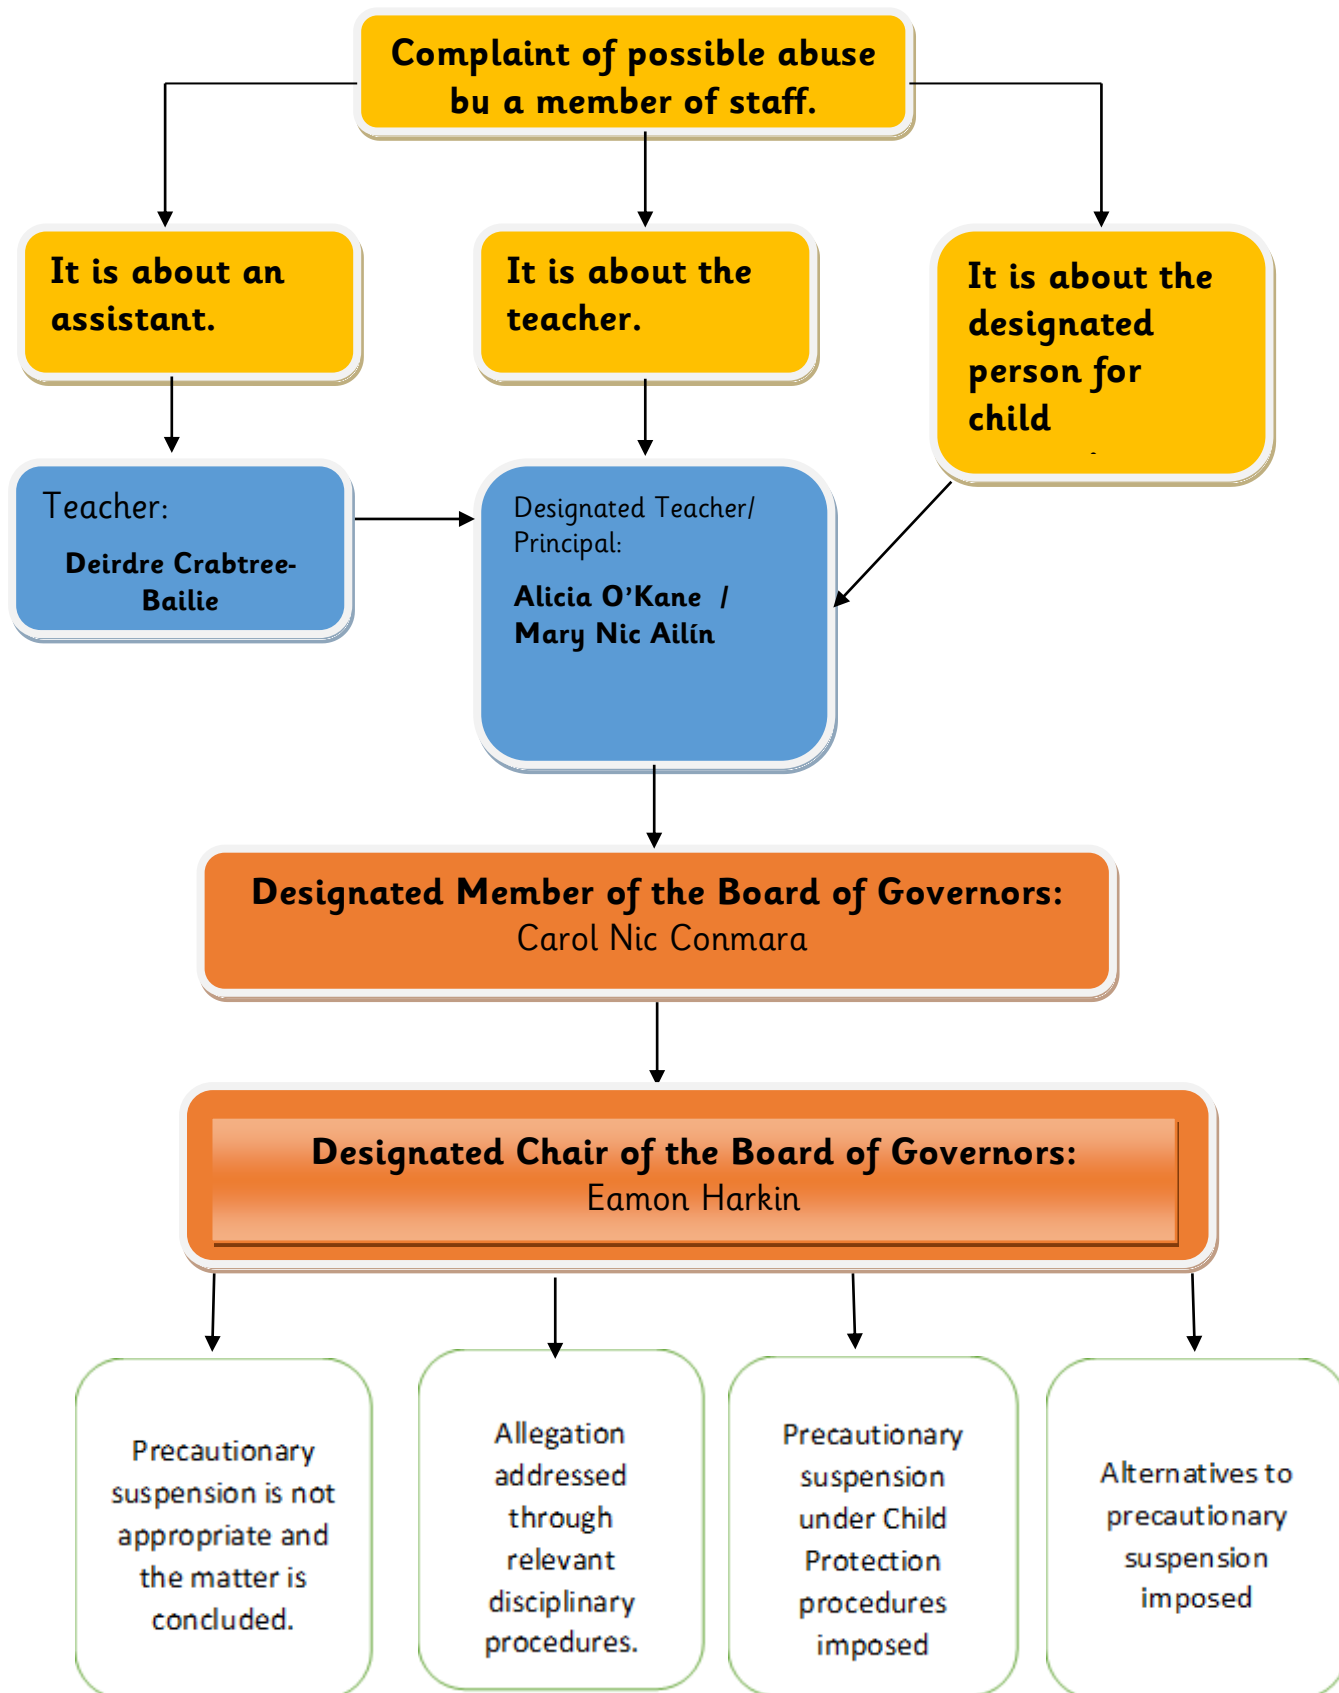 Complaint of possible abuse
bu a member of staff.
It is about an
assistant.
It is about the
teacher.
It is about the
designated
person for
child
Teacher:
Deirdre Crabtree-
Bailie
Designated Teacher/
Principal:
Alicia O'Kane /
Mary Nic Ailín
Designated Member of the Board of Governors:
Carol Nic Conmara
Designated Chair of the Board of Governors:
Eamon Harkin
Precautionary
suspension is not
appropriate and
the matter is
concluded.
Allegation
addressed
through
relevant
disciplinary
procedures.
Precautionary
suspension
under Child
Protection
procedures
imposed
Alternatives to
precautionary
suspension
imposed